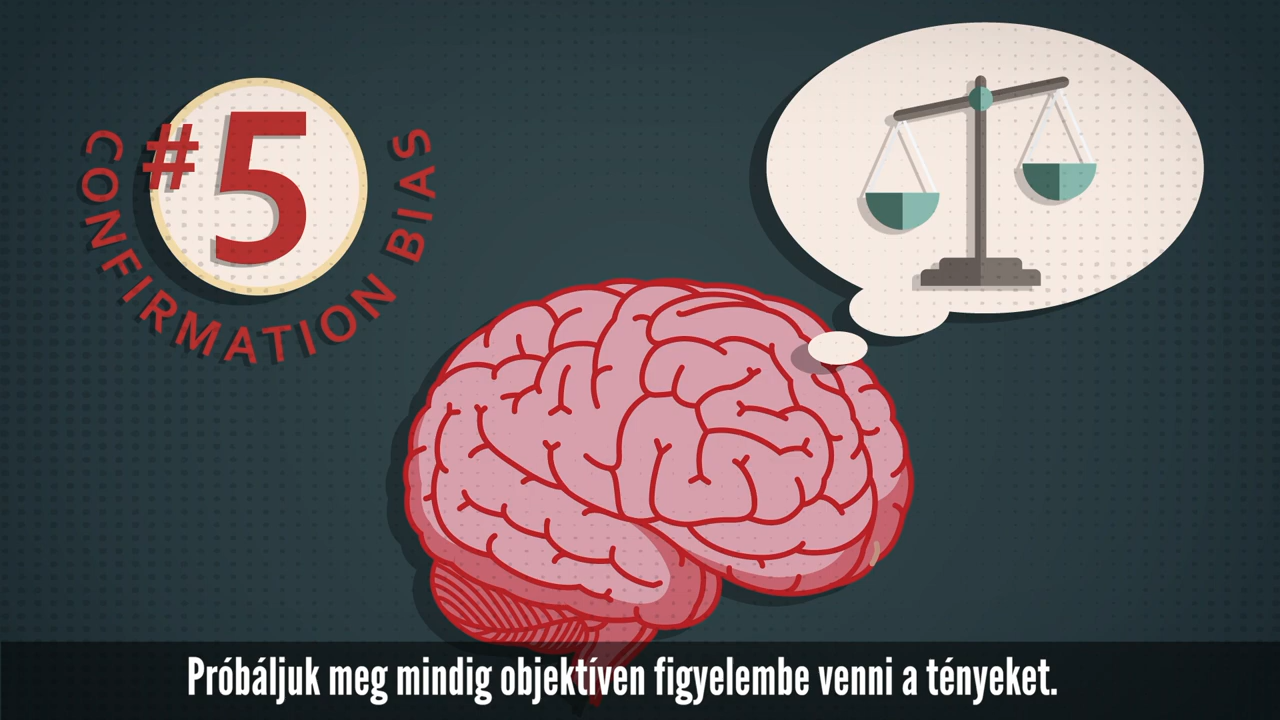 #5
CONFIRMATION BIAS
Próbáljuk meg mindig objektíven figyelembe venni a tényeket.